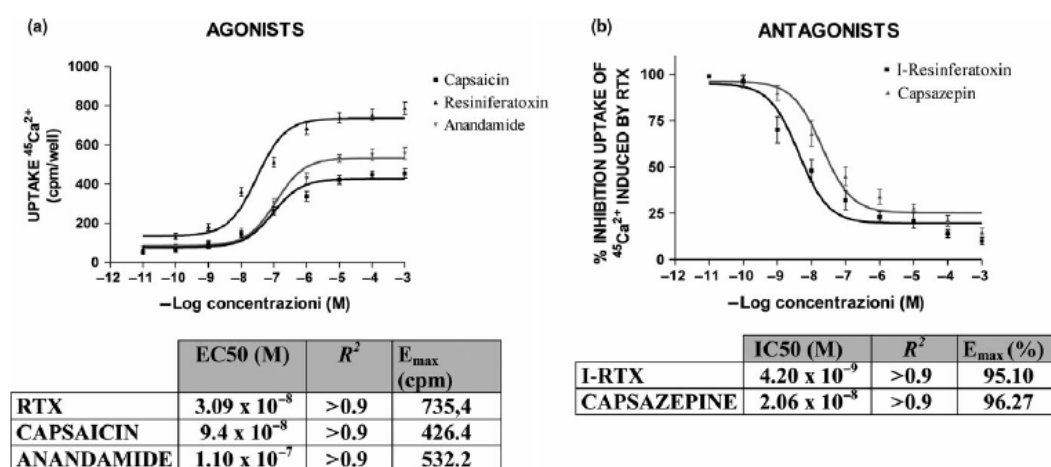 (a)
AGONISTS
UPTAKE ⁴⁵Ca²⁺
(cpm/well)
1000
800
600
400
200
0
Capsaicin
Resiniferatoxin
Anandamide
–12 –11 –10 –9 –8 –7 –6 –5 –4 –3 –2
–Log concentrazioni (M)
EC50 (M) R² E_max (cpm)
RTX 3.09 x 10⁻⁸ >0.9 735,4
CAPSAICIN 9.4 x 10⁻⁸ >0.9 426.4
ANANDAMIDE 1.10 x 10⁻⁷ >0.9 532.2
(b)
ANTAGONISTS
% INHIBITION UPTAKE OF
⁴⁵Ca²⁺ INDUCED BY RTX
100
75
50
25
0
I-Resinferatoxin
Capsazepin
–12 –11 –10 –9 –8 –7 –6 –5 –4 –3
–Log concentrazioni (M)
IC50 (M) R² E_max (%)
I-RTX 4.20 x 10⁻⁹ >0.9 95.10
CAPSAZEPINE 2.06 x 10⁻⁸ >0.9 96.27